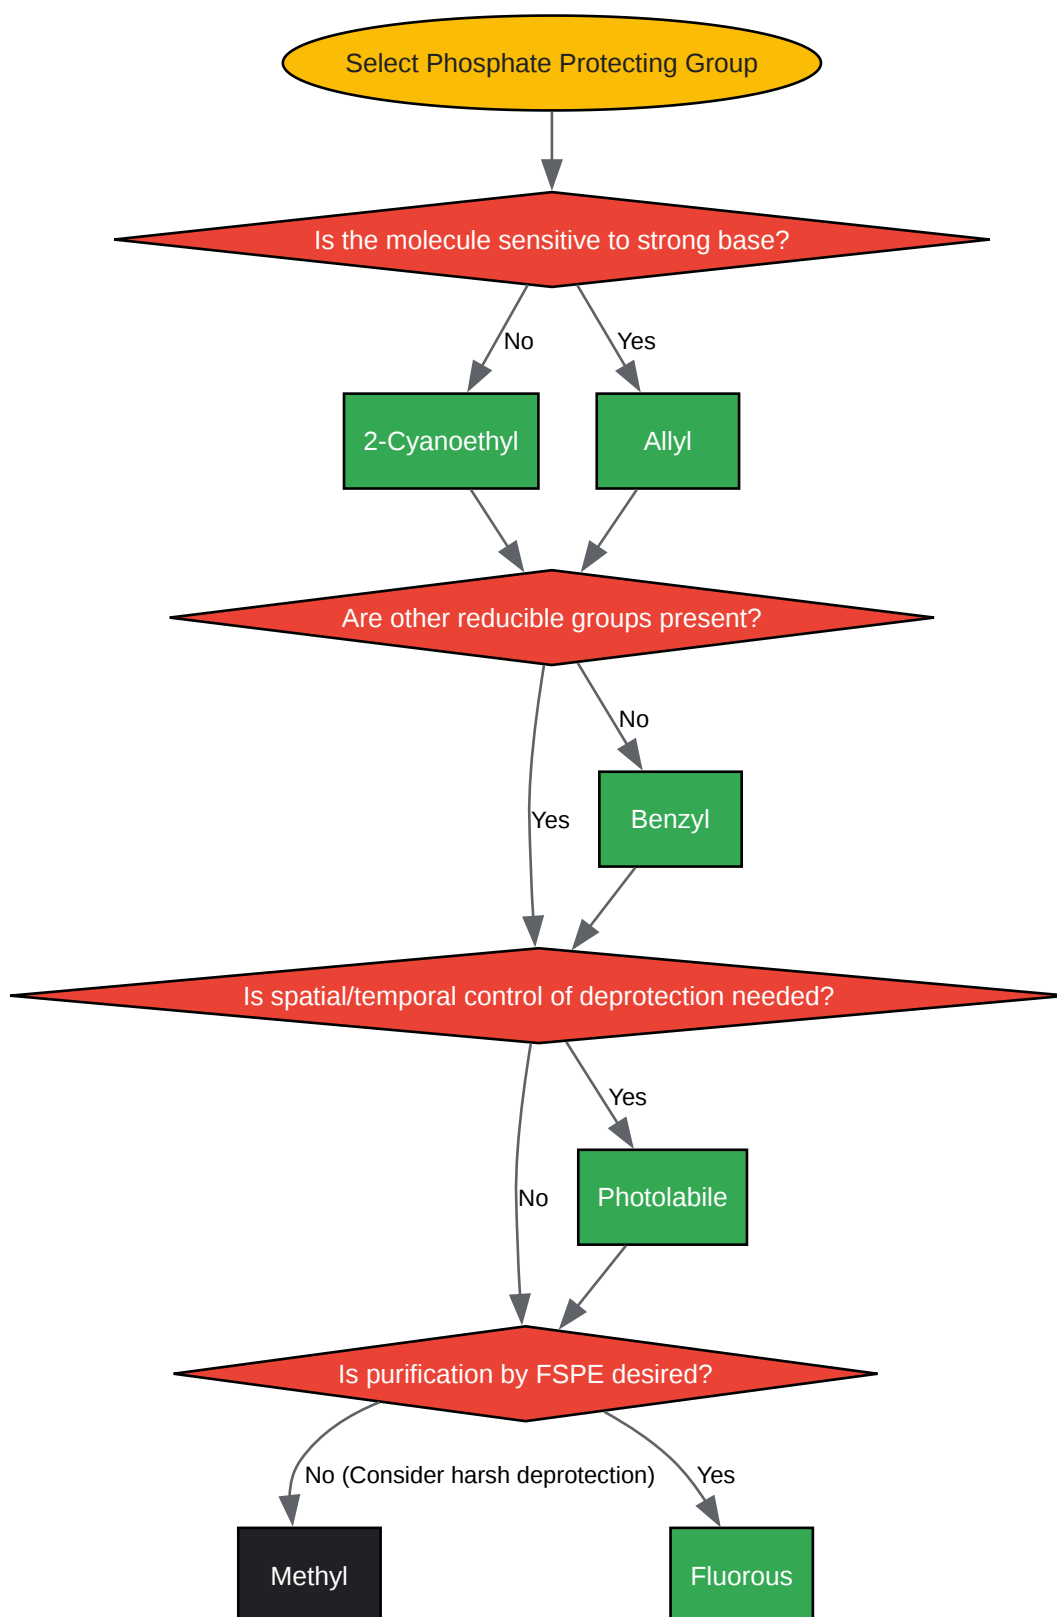 Select Phosphate Protecting Group
Is the molecule sensitive to strong base?
No
Yes
2-Cyanoethyl
Allyl
Are other reducible groups present?
No
Yes
Benzyl
Is spatial/temporal control of deprotection needed?
Yes
No
Photolabile
Is purification by FSPE desired?
No (Consider harsh deprotection)
Yes
Methyl
Fluorous